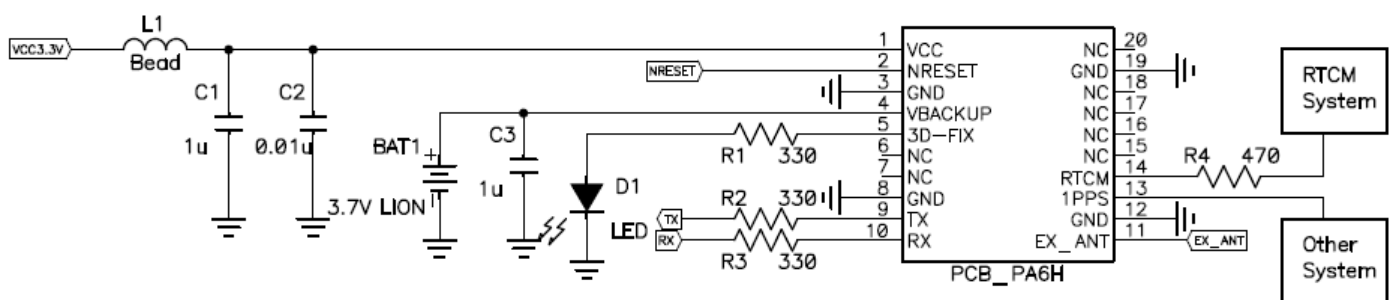 L1
VCC3.3V
Bead
C1
1u
C2
0.01u
BAT1
+
3.7V LION
C3
1u
D1
LED
NRESET
R1 330
R2 330
TX
RX
R3 330
1 VCC
2 NRESET
3 GND
4 VBACKUP
5 3D-FIX
6 NC
7 NC
8 GND
9 TX
10 RX
NC 20
GND 19
NC 18
NC 17
NC 16
NC 15
RTCM 14
1PPS 13
GND 12
EX_ANT 11
PCB_PA6H
R4 470
EX_ANT
RTCM
System
Other
System